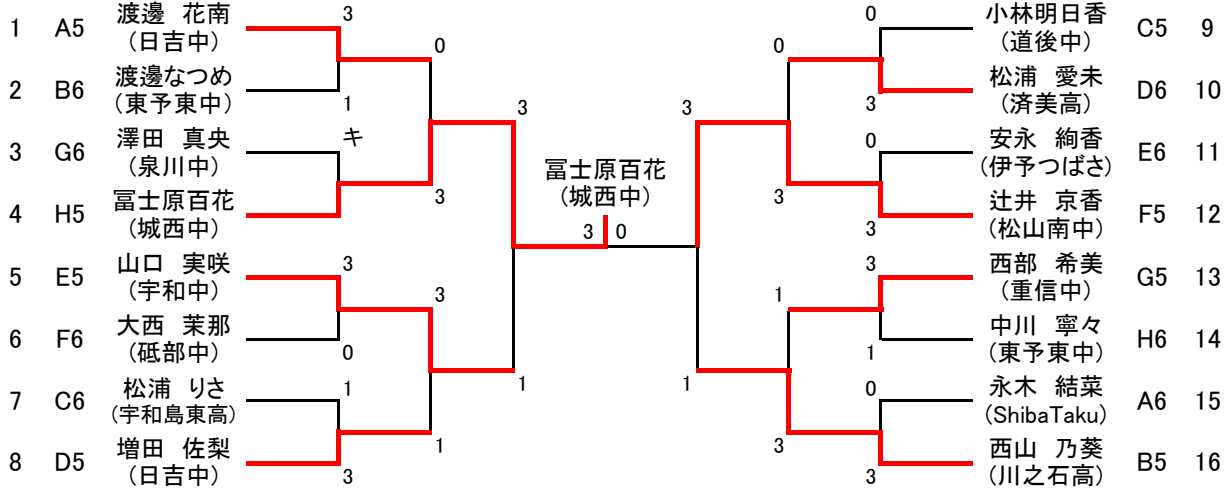 1 A5 渡邊 花南 (日吉中) 3
2 B6 渡邊なつめ (東予東中) 1
3 G6 澤田 真央 (泉川中) キ
4 H5 冨士原百花 (城西中)
5 E5 山口 実咲 (宇和中) 3
6 F6 大西 茉那 (砥部中) 0
7 C6 松浦 りさ (宇和島東高) 1
8 D5 増田 佐梨 (日吉中) 3
0
3
3
1
3
1
冨士原百花
(城西中)
3 0
3
1
0
3
1
3
0 小林明日香 (道後中) C5 9
3 松浦 愛未 (済美高) D6 10
0 安永 絢香 (伊予つばさ) E6 11
3 辻井 京香 (松山南中) F5 12
3 西部 希美 (重信中) G5 13
1 中川 寧々 (東予東中) H6 14
0 永木 結菜 (ShibaTaku) A6 15
3 西山 乃葵 (川之石高) B5 16